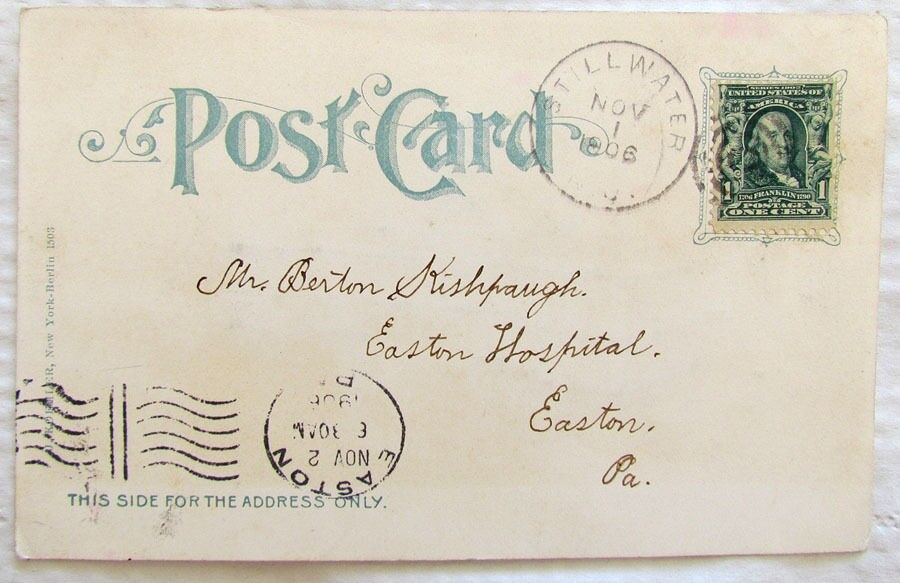 Post Card
STILLWATER
NOV
1
1906
J.
SERIES 1902
UNITED STATES OF
AMERICA
1 1
1706 FRANKLIN 1790
POSTAGE
ONE CENT
Mr. Berton Kishpaugh.
Easton Hospital.
Easton.
Pa.
New York-Berlin 1503
EASTON
NOV 2
6 30AM
1906
THIS SIDE FOR THE ADDRESS ONLY.